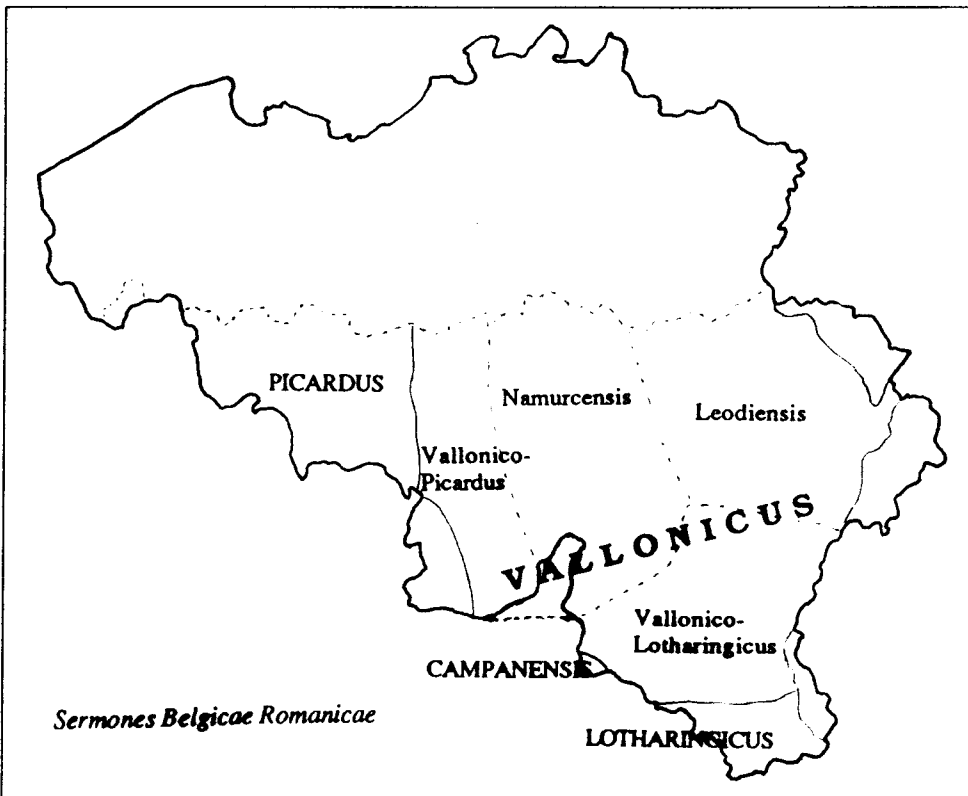 PICARDUS
Namurcensis
Leodiensis
Vallonico-
Picardus
VALLONICUS
Vallonico-
Lotharingicus
CAMPANENSIS
Sermones Belgicae Romanicae
LOTHARINGICUS